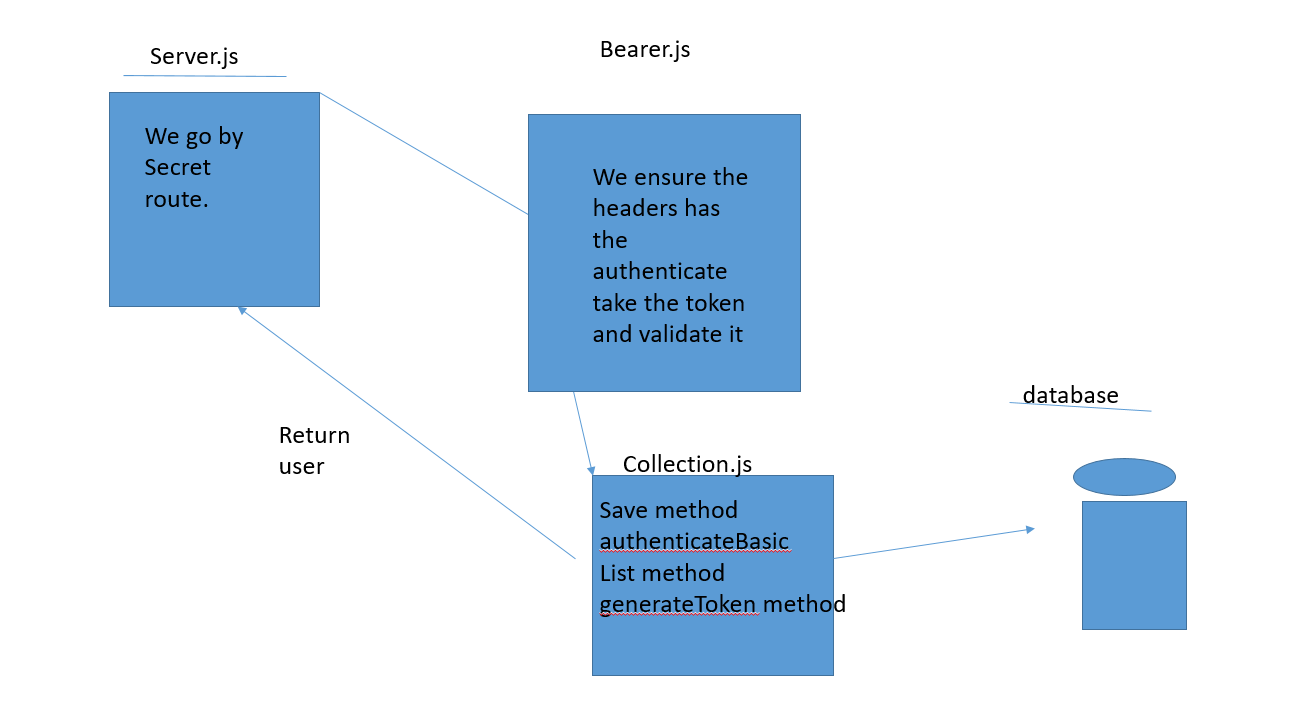 Server.js
We go by
Secret
route.
Bearer.js
We ensure the
headers has
the
authenticate
take the token
and validate it
Return
user
Collection.js
Save method
authenticateBasic
List method
generateToken method
database